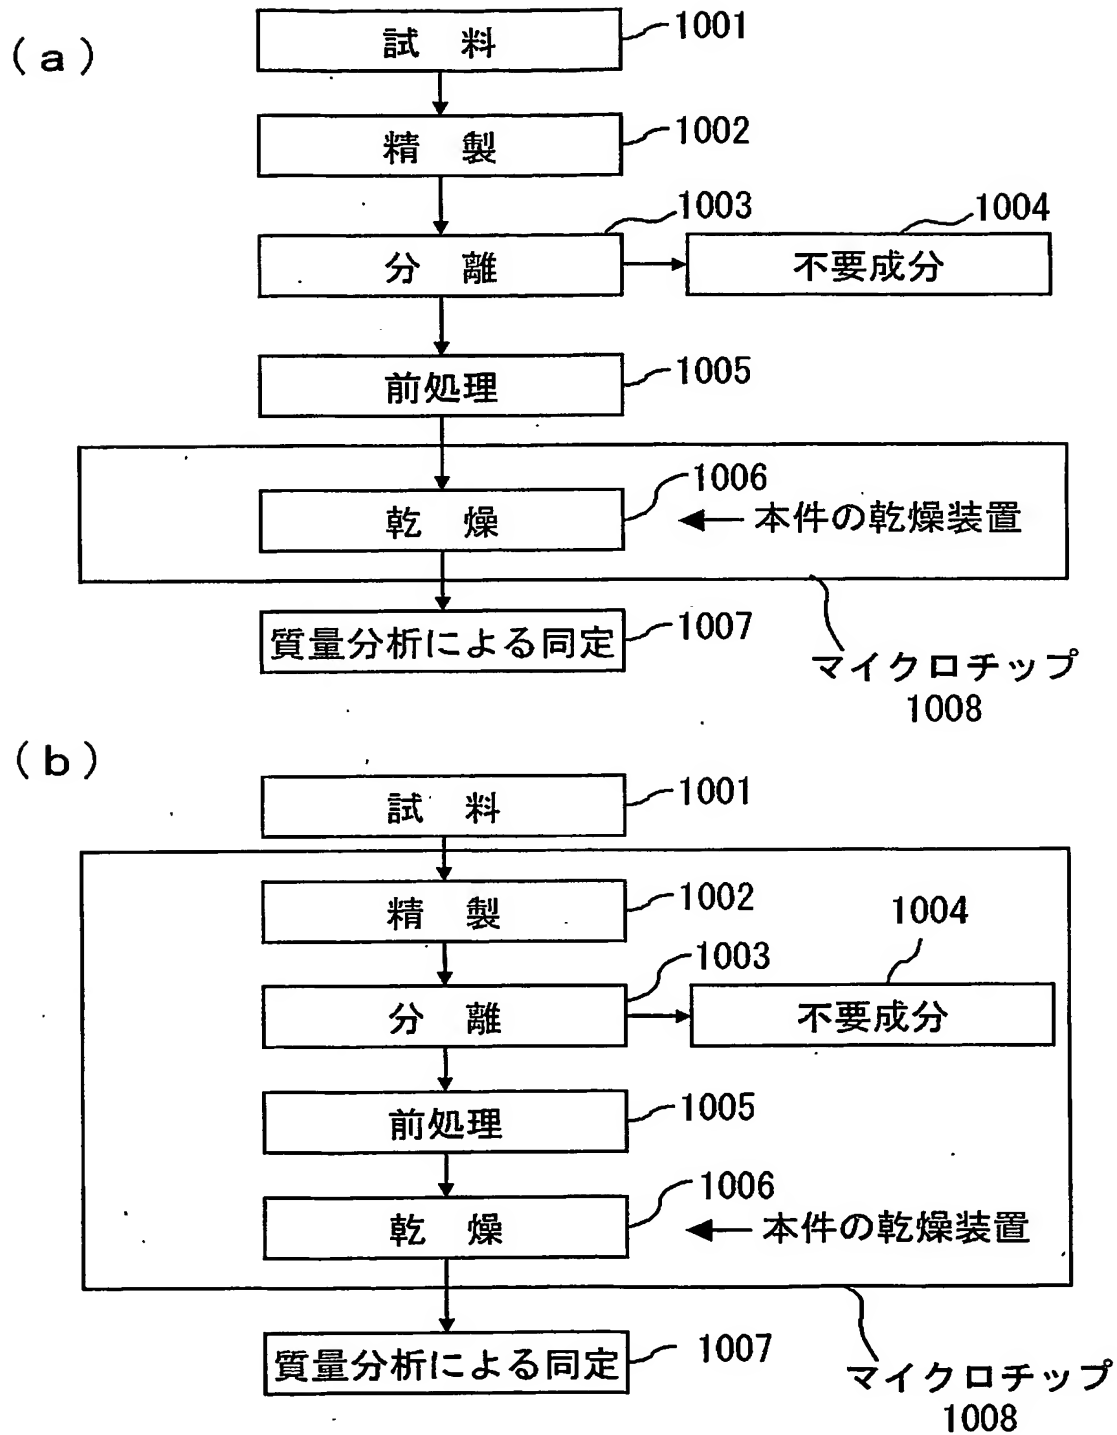 (a)
試 料 1001
精 製 1002
分 離 1003
不要成分 1004
前処理 1005
乾 燥 1006
本件の乾燥装置
質量分析による同定 1007
マイクロチップ
1008
(b)
試 料 1001
精 製 1002
分 離 1003
不要成分 1004
前処理 1005
乾 燥 1006
本件の乾燥装置
質量分析による同定 1007
マイクロチップ
1008